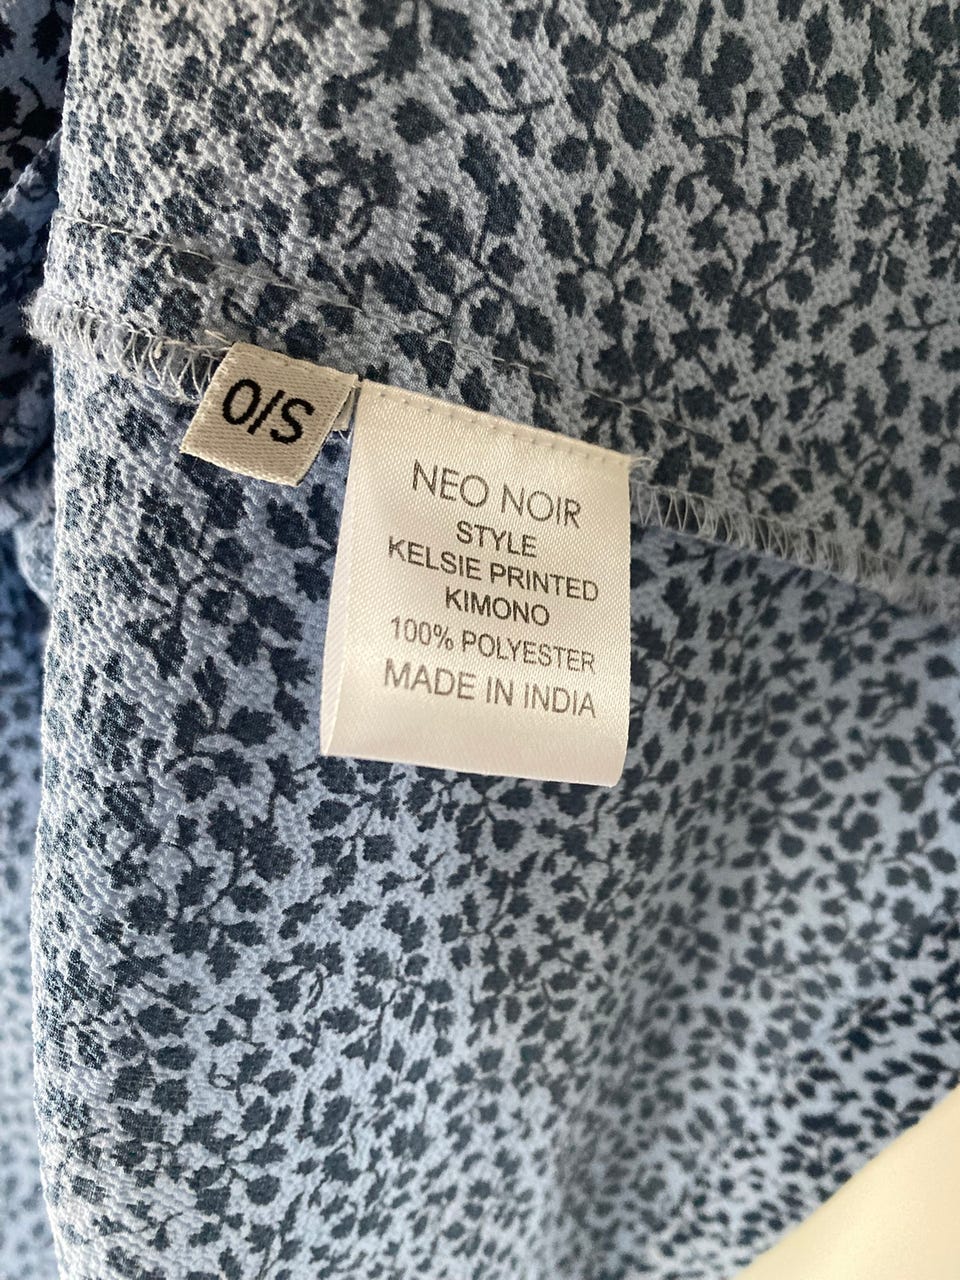 O/S
NEO NOIR
STYLE
KELSIE PRINTED
KIMONO
100% POLYESTER
MADE IN INDIA